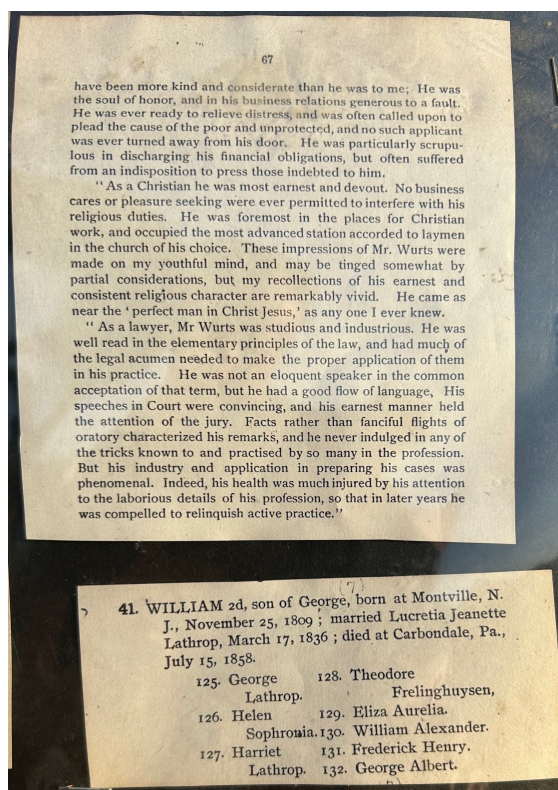 67
have been more kind and considerate than he was to me; He was
the soul of honor, and in his business relations generous to a fault.
He was ever ready to relieve distress, and was often called upon to
plead the cause of the poor and unprotected, and no such applicant
was ever turned away from his door. He was particularly scrupu-
lous in discharging his financial obligations, but often suffered
from an indisposition to press those indebted to him.
"As a Christian he was most earnest and devout. No business
cares or pleasure seeking were ever permitted to interfere with his
religious duties. He was foremost in the places for Christian
work, and occupied the most advanced station accorded to laymen
in the church of his choice. These impressions of Mr. Wurts were
made on my youthful mind, and may be tinged somewhat by
partial considerations, but my recollections of his earnest and
consistent religious character are remarkably vivid. He came as
near the 'perfect man in Christ Jesus,' as any one I ever knew.
"As a lawyer, Mr Wurts was studious and industrious. He was
well read in the elementary principles of the law, and had much of
the legal acumen needed to make the proper application of them
in his practice. He was not an eloquent speaker in the common
acceptation of that term, but he had a good flow of language, His
speeches in Court were convincing, and his earnest manner held
the attention of the jury. Facts rather than fanciful flights of
oratory characterized his remarks, and he never indulged in any of
the tricks known to and practised by so many in the profession.
But his industry and application in preparing his cases was
phenomenal. Indeed, his health was much injured by his attention
to the laborious details of his profession, so that in later years he
was compelled to relinquish active practice."
(7)
41. WILLIAM 2d, son of George, born at Montville, N.
J., November 25, 1809; married Lucretia Jeanette
Lathrop, March 17, 1836; died at Carbondale, Pa.,
July 15, 1858.
125. George
Lathrop.
126. Helen
Sophronia.
127. Harriet
Lathrop.
128. Theodore
Frelinghuysen,
129. Eliza Aurelia.
130. William Alexander.
131. Frederick Henry.
132. George Albert.